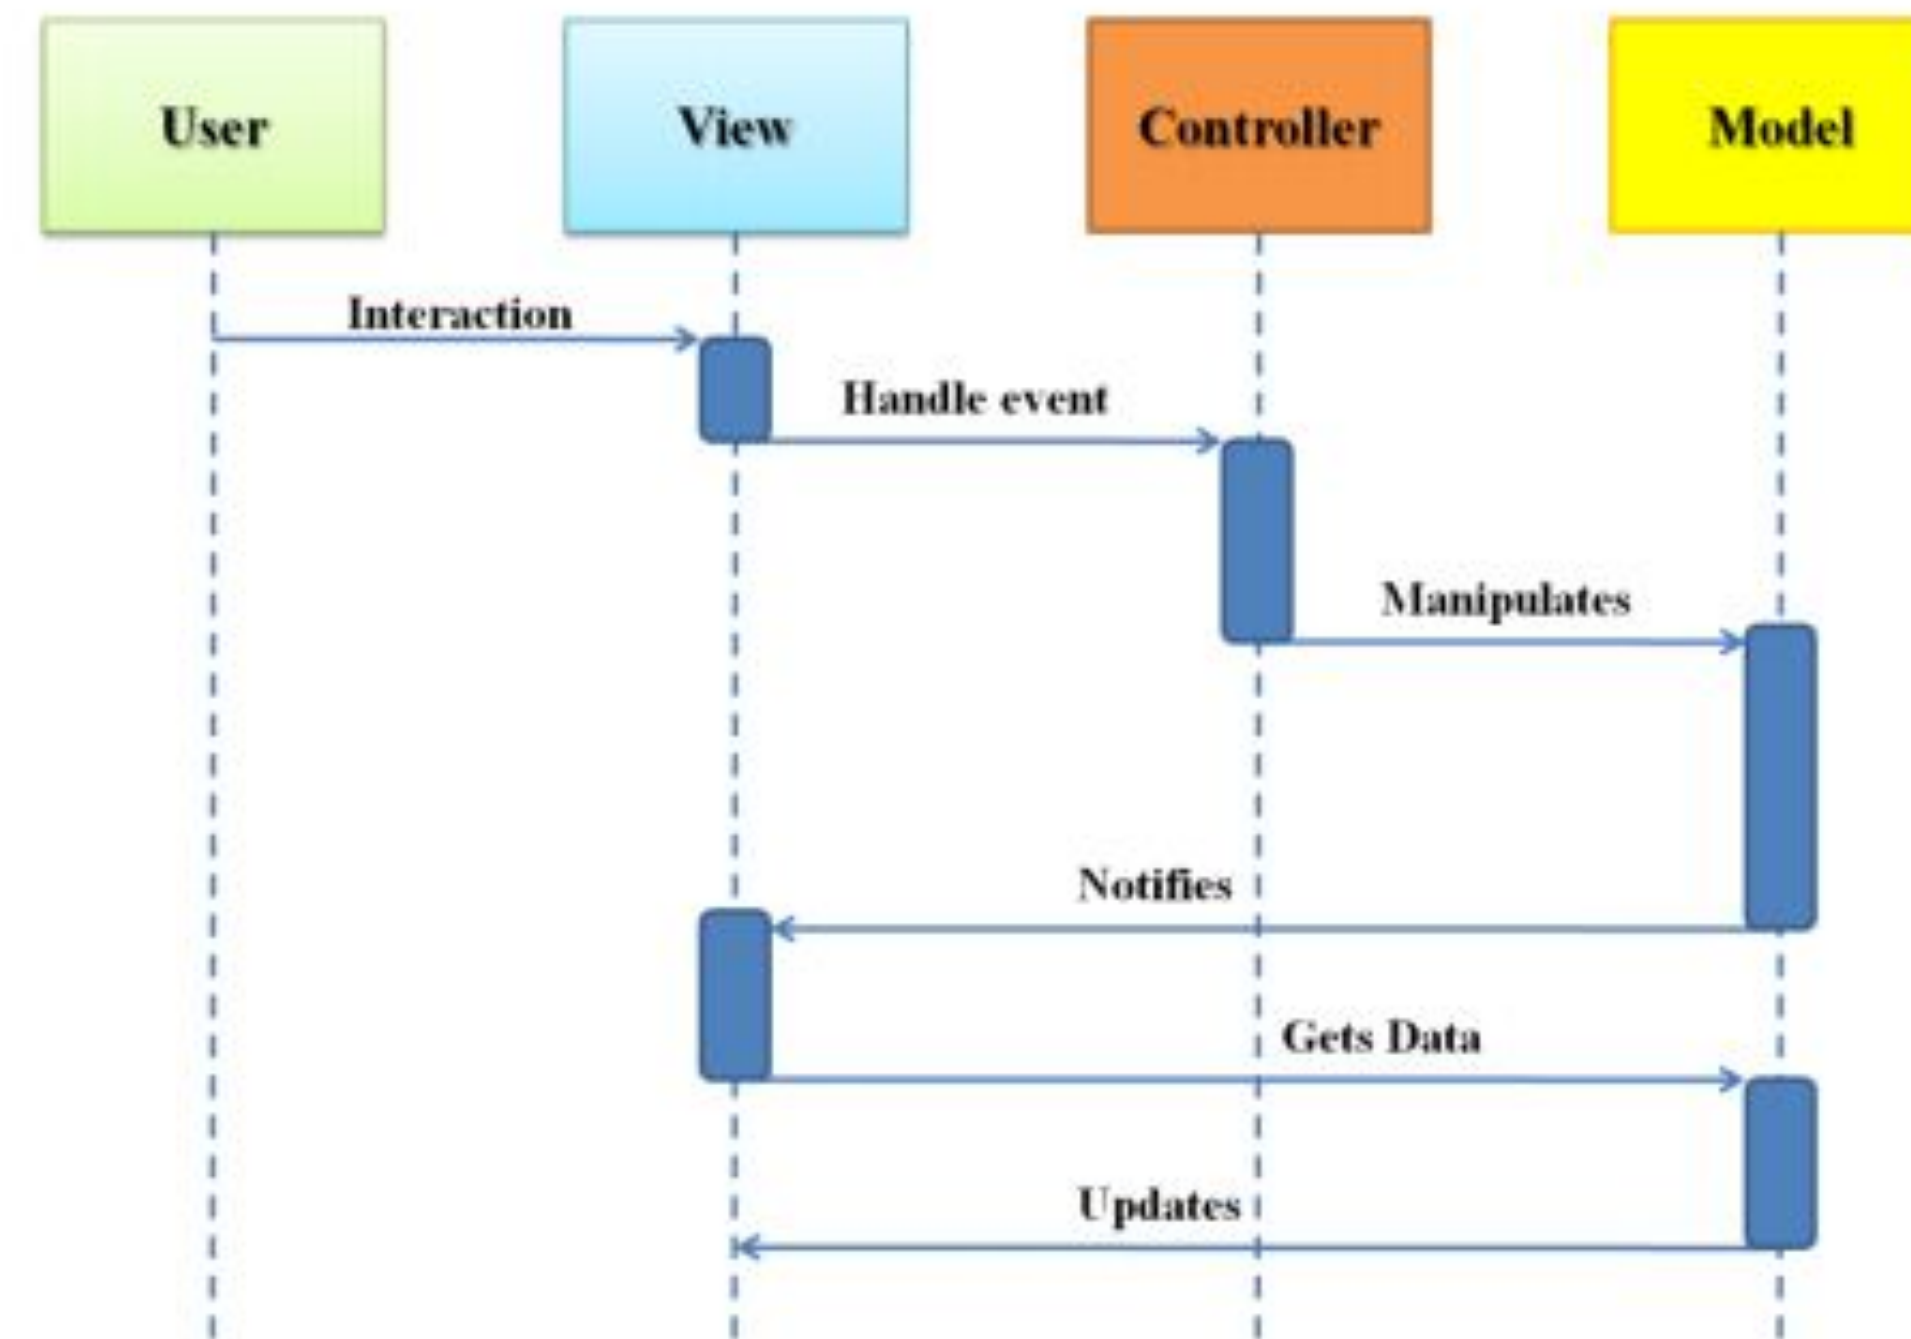 User
View
Controller
Model
Interaction
Handle event
Manipulates
Notifies
Gets Data
Updates